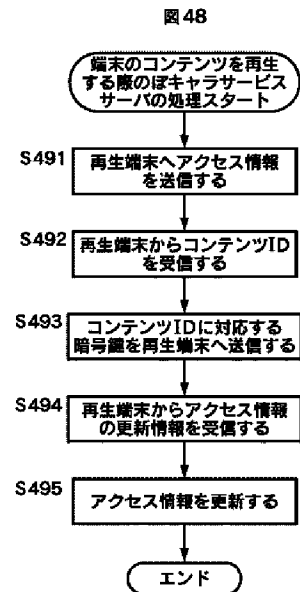 図48
端末のコンテンツを再生
する際のぼキャラサービス
サーバの処理スタート
S491
再生端末へアクセス情報
を送信する
S492
再生端末からコンテンツID
を受信する
S493
コンテンツIDに対応する
暗号鍵を再生端末へ送信する
S494
再生端末からアクセス情報
の更新情報を受信する
S495
アクセス情報を更新する
エンド